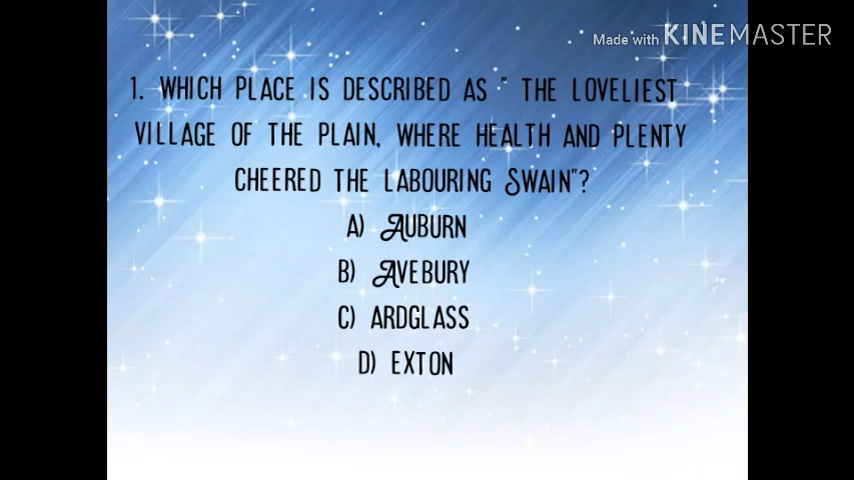 Made with KINEMASTER
1. WHICH PLACE IS DESCRIBED AS " THE LOVELIEST
VILLAGE OF THE PLAIN, WHERE HEALTH AND PLENTY
CHEERED THE LABOURING SWAIN"?
A) AUBURN
B) AVEBURY
C) ARDGLASS
D) EXTON